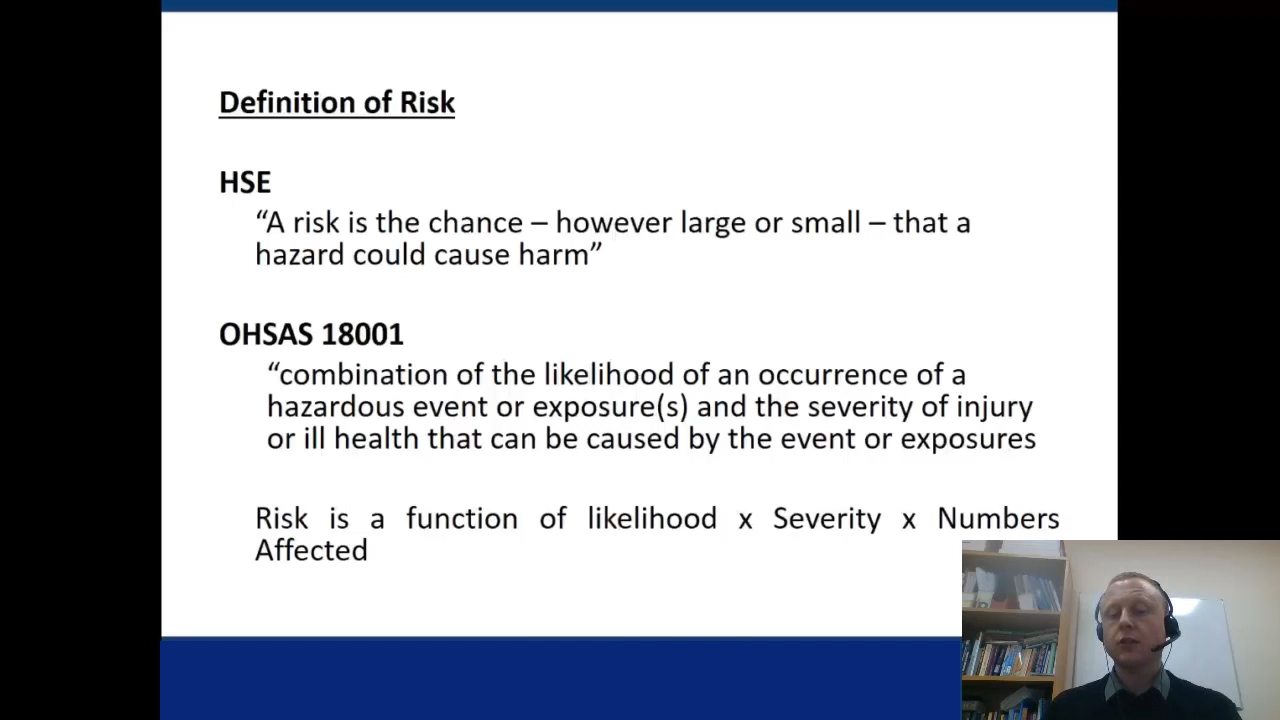 Definition of Risk
HSE
“A risk is the chance – however large or small – that a
hazard could cause harm”
OHSAS 18001
“combination of the likelihood of an occurrence of a
hazardous event or exposure(s) and the severity of injury
or ill health that can be caused by the event or exposures
Risk is a function of likelihood x Severity x Numbers
Affected